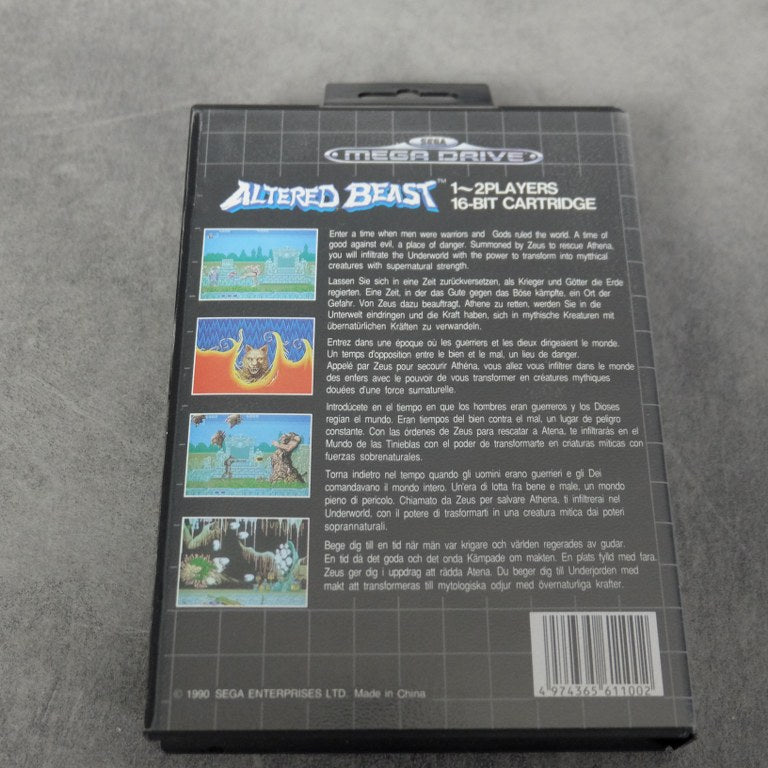 SEGA
MEGA DRIVE
ALTERED BEAST™ 1~2PLAYERS
16-BIT CARTRIDGE
Enter a time when men were warriors and Gods ruled the world. A time of
good against evil, a place of danger. Summoned by Zeus to rescue Athena,
you will infiltrate the Underworld with the power to transform into mythical
creatures with supernatural strength.
Lassen Sie sich in eine Zeit zurückversetzen, als Krieger und Götter die Erde
regierten. Eine Zeit, in der das Gute gegen das Böse kämpfte, ein Ort der
Gefahr. Von Zeus dazu beauftragt, Athene zu retten, werden Sie in die
Unterwelt eindringen und die Kraft haben, sich in mythische Kreaturen mit
übernatürlichen Kräften zu verwandeln.
Entrez dans une époque où les guerriers et les dieux dirigeaient le monde.
Un temps d'opposition entre le bien et le mal, un lieu de danger.
Appelé par Zeus pour secourir Athéna, vous allez vous infiltrer dans le monde
des enfers avec le pouvoir de vous transformer en créatures mythiques
douées d'une force surnaturelle.
Introdúcete en el tiempo en que los hombres eran guerreros y los Dioses
regian el mundo. Eran tiempos del bien contra el mal, un lugar de peligro
constante. Con las órdenes de Zeus para rescatar a Atena, te infiltrarás en el
Mundo de las Tinieblas con el poder de transformarte en criaturas míticas con
fuerzas sobrenaturales.
Torna indietro nel tempo quando gli uomini erano guerrieri e gli Dei
comandavano il mondo intero. Un'era di lotta fra bene e male, un mondo
pieno di pericolo. Chiamato da Zeus per salvare Athena, ti infiltrerai nel
Underworld, con il potere di trasformarti in una creatura mitica dai poteri
soprannaturali.
Bege dig till en tid när män var krigare och världen regerades av gudar.
En tid då det goda och det onda Kämpade om makten. En plats fylld med fara.
Zeus ger dig i uppdrag att rädda Atena. Du beger dig till Underjorden med
makt att transformeras till mytologiska odjur med övernaturliga krafter.
© 1990 SEGA ENTERPRISES LTD. Made in China
4 974365 611002